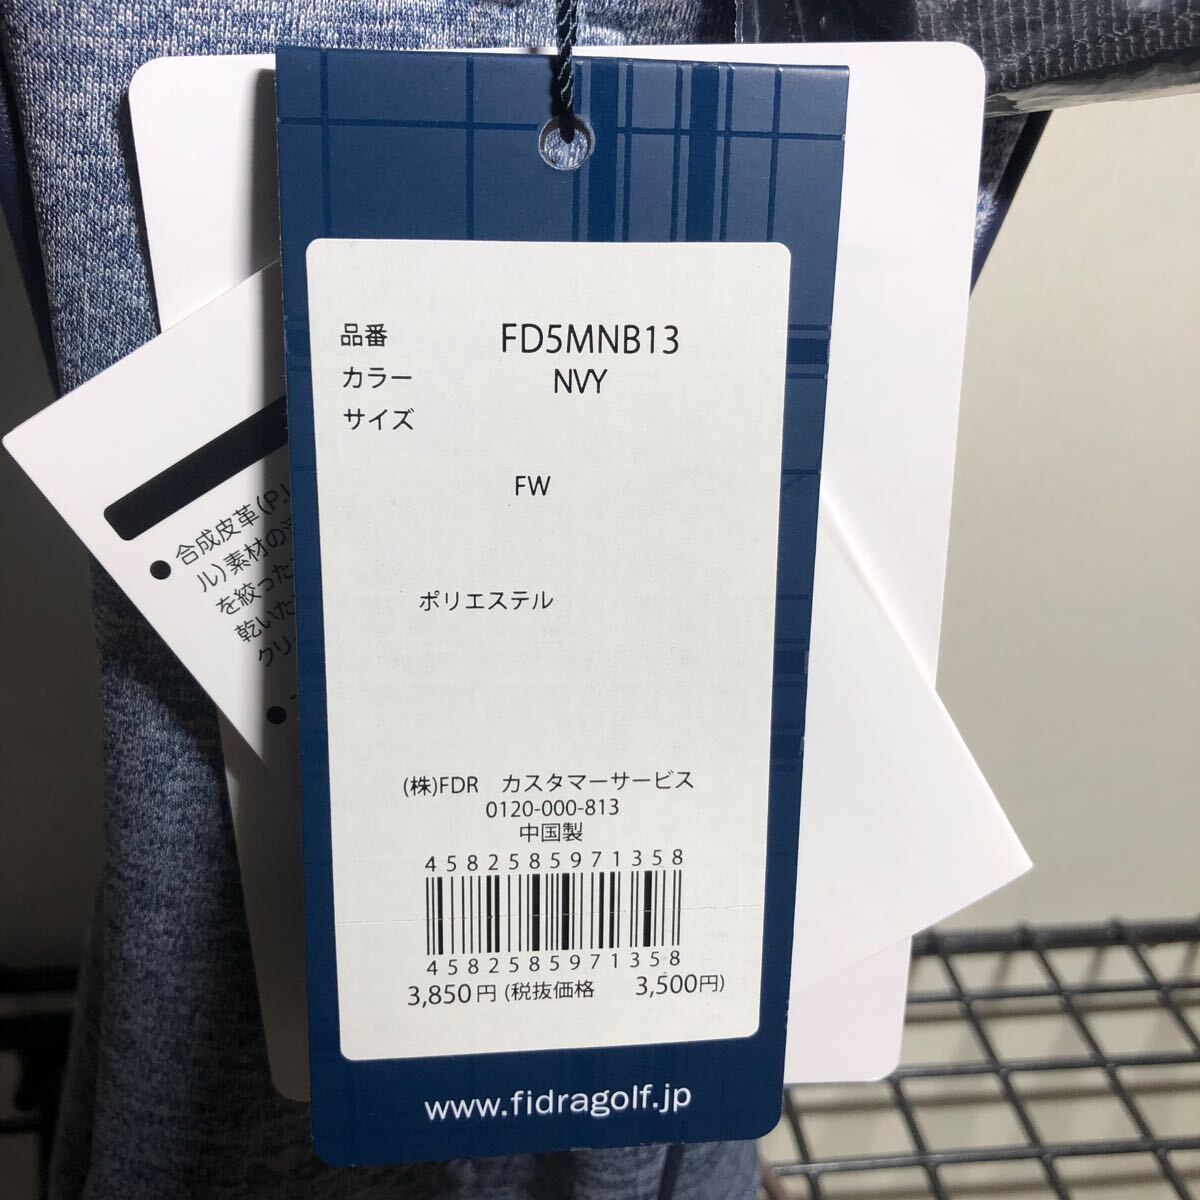 品番 FD5MNB13
カラー NVY
サイズ
FW
ポリエステル
(株)FDR カスタマーサービス
0120-000-813
中国製
4582585971358
4582585971358
3,850円 (税抜価格 3,500円)
www.fidragolf.jp
● 合成皮革(P.U
ル)素材の
を絞った
乾いた
クリ
●